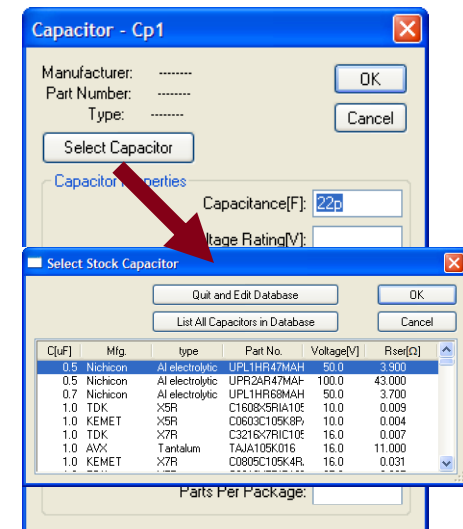 Capacitor - Cp1
Manufacturer: --------
OK
Part Number: --------
Type: --------
Cancel
Select Capacitor
Capacitor
Capacitance[F]: 22p
Rating[V]:
Select Stock Capacitor
Quit and Edit Database
OK
List All Capacitors in Database
Cancel
C[uF] Mfg. type Part No. Voltage[V] Rser[Ω]
0.5 Nichicon Al electrolytic UPL1HR47MAH 50.0 3.900
0.5 Nichicon Al electrolytic UPR2AR47MAH 100.0 43.000
0.7 Nichicon Al electrolytic UPL1HR68MAH 50.0 3.700
1.0 TDK X5R C1608X5RIA105 10.0 0.009
1.0 KEMET X5R C0603C105K8P 10.0 0.004
1.0 TDK X7R C3216X7RIC105 16.0 0.007
1.0 AVX Tantalum TAJA105K016 16.0 11.000
1.0 KEMET X7R C0805C105K4R. 16.0 0.031
Parts Per Package: